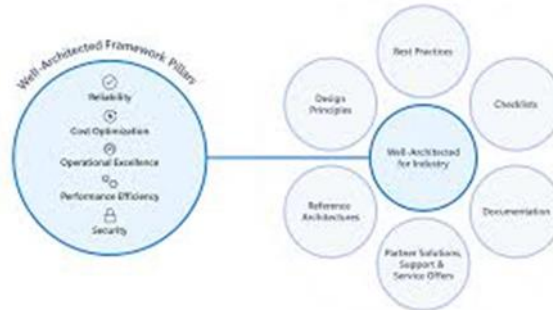 Well-Architected Framework Pillars
Reliability
Cost Optimization
Operational Excellence
Performance Efficiency
Security
Best Practices
Design
Principles
Checklists
Well-Architected
for Industry
Reference
Architectures
Documentation
Partner Solutions,
Support &
Service Offers